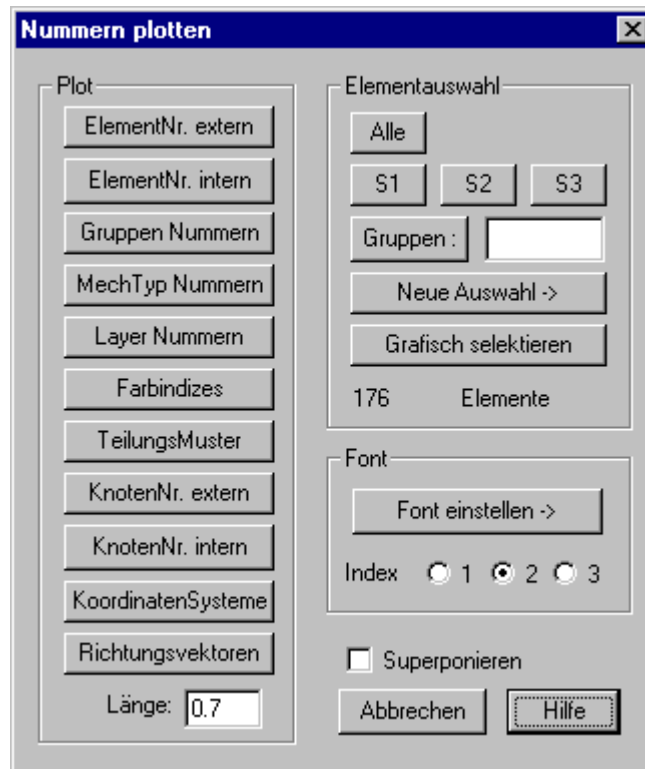 Nummern plotten
Plot
ElementNr. extern
ElementNr. intern
Gruppen Nummern
MechTyp Nummern
Layer Nummern
Farbindizes
TeilungsMuster
KnotenNr. extern
KnotenNr. intern
KoordinatenSysteme
Richtungsvektoren
Länge: 0.7
Elementauswahl
Alle
S1 S2 S3
Gruppen :
Neue Auswahl ->
Grafisch selektieren
176 Elemente
Font
Font einstellen ->
Index 1 2 3
Superponieren
Abbrechen Hilfe